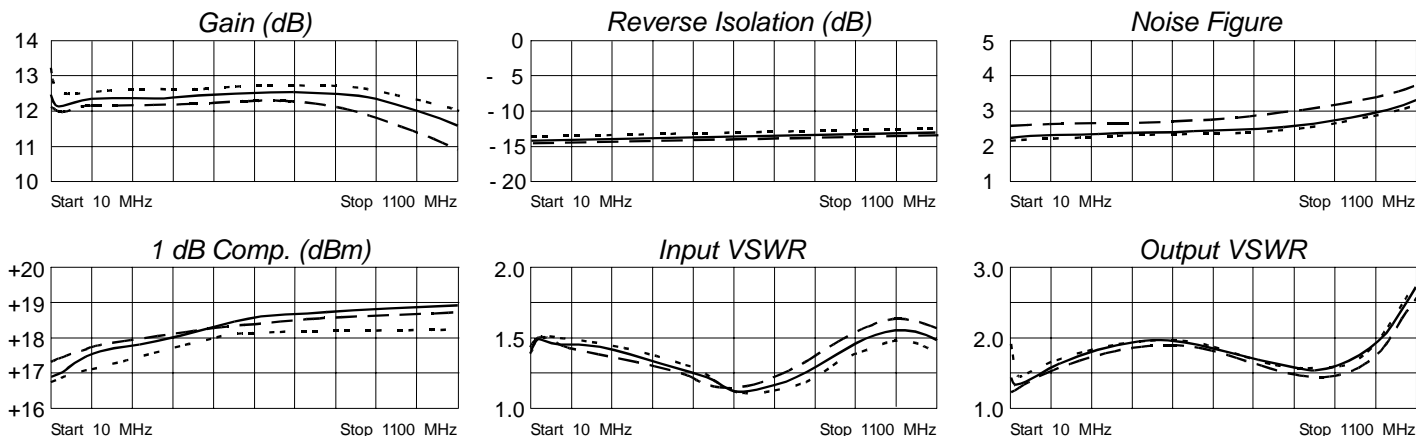 Gain (dB)
14
13
12
11
10
Start 10 MHz
Stop 1100 MHz
Reverse Isolation (dB)
0
- 5
- 10
- 15
- 20
Start 10 MHz
Stop 1100 MHz
Noise Figure
5
4
3
2
1
Start 10 MHz
Stop 1100 MHz
1 dB Comp. (dBm)
+20
+19
+18
+17
+16
Start 10 MHz
Stop 1100 MHz
Input VSWR
2.0
1.5
1.0
Start 10 MHz
Stop 1100 MHz
Output VSWR
3.0
2.0
1.0
Start 10 MHz
Stop 1100 MHz